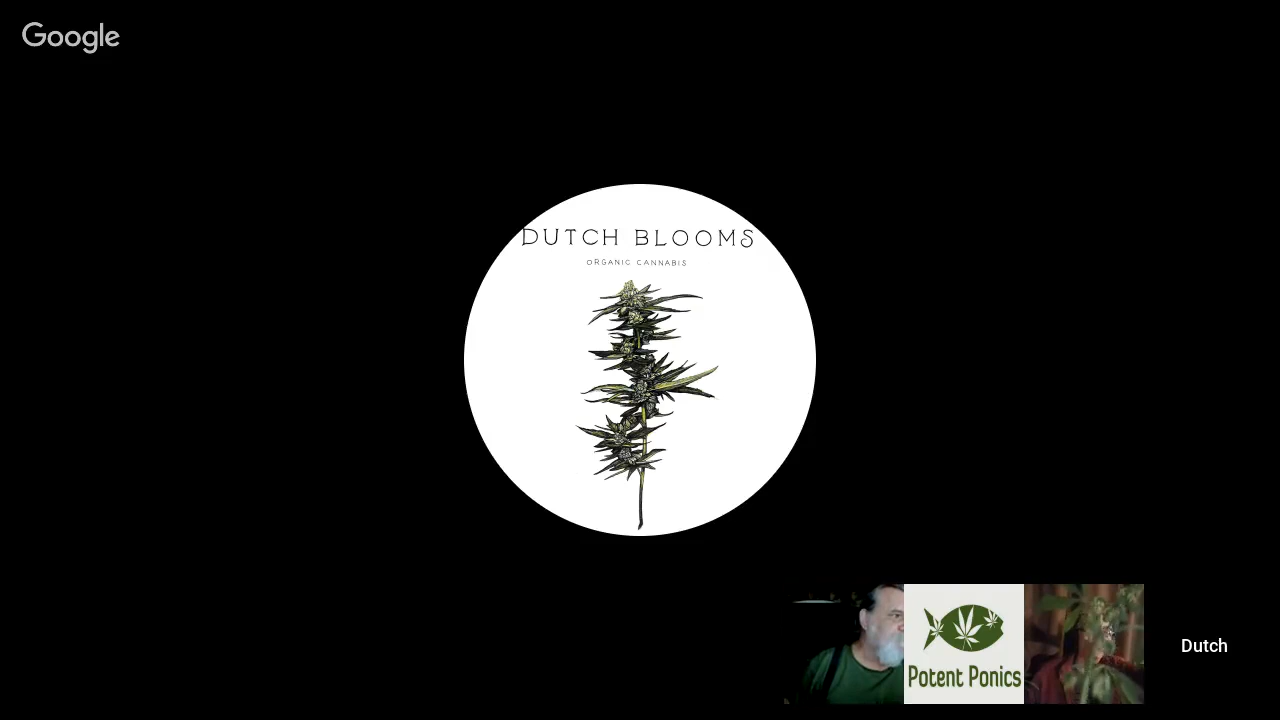 Google
DUTCH BLOOMS
ORGANIC CANNABIS
Potent Ponics
Dutch